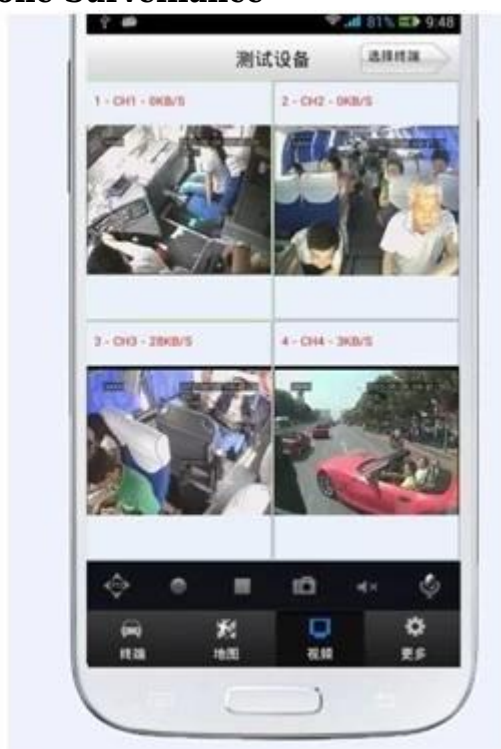 81% 9:48
测试设备
选择终端
1 - CH1 - 0KB/S
2 - CH2 - 0KB/S
3 - CH3 - 28KB/S
4 - CH4 - 3KB/S
终端
地图
视频
更多